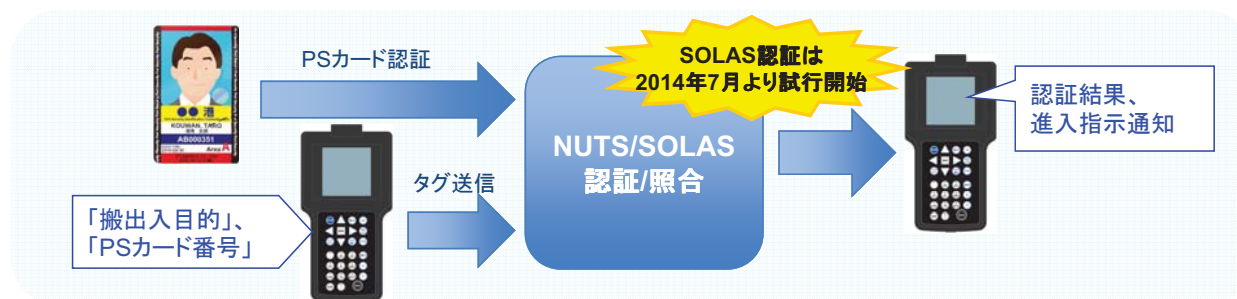 PSカード認証
SOLAS認証は
2014年7月より試行開始
認証結果、
進入指示通知
●● 港
KOUWAN, TARO
AB000351
Area A
NUTS/SOLAS
認証/照合
タグ送信
「搬出入目的」、
「PSカード番号」